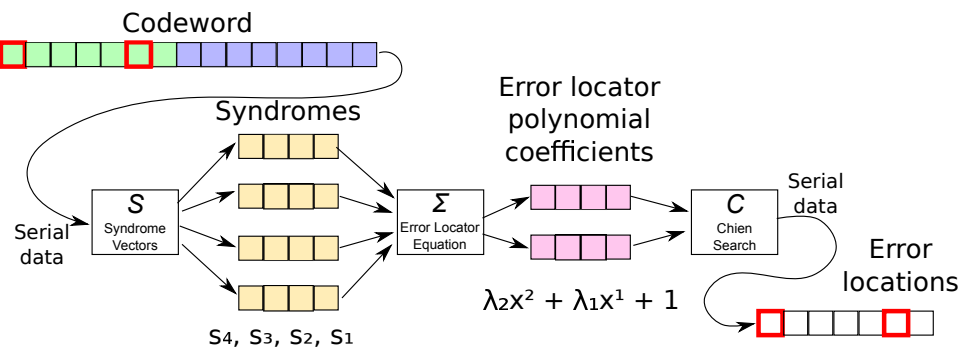 Codeword
Syndromes
Error locator
polynomial
coefficients
Serial
data
S
Syndrome
Vectors
Σ
Error Locator
Equation
C
Chien
Search
Serial
data
Error
locations
s₄, s₃, s₂, s₁
λ₂x² + λ₁x¹ + 1